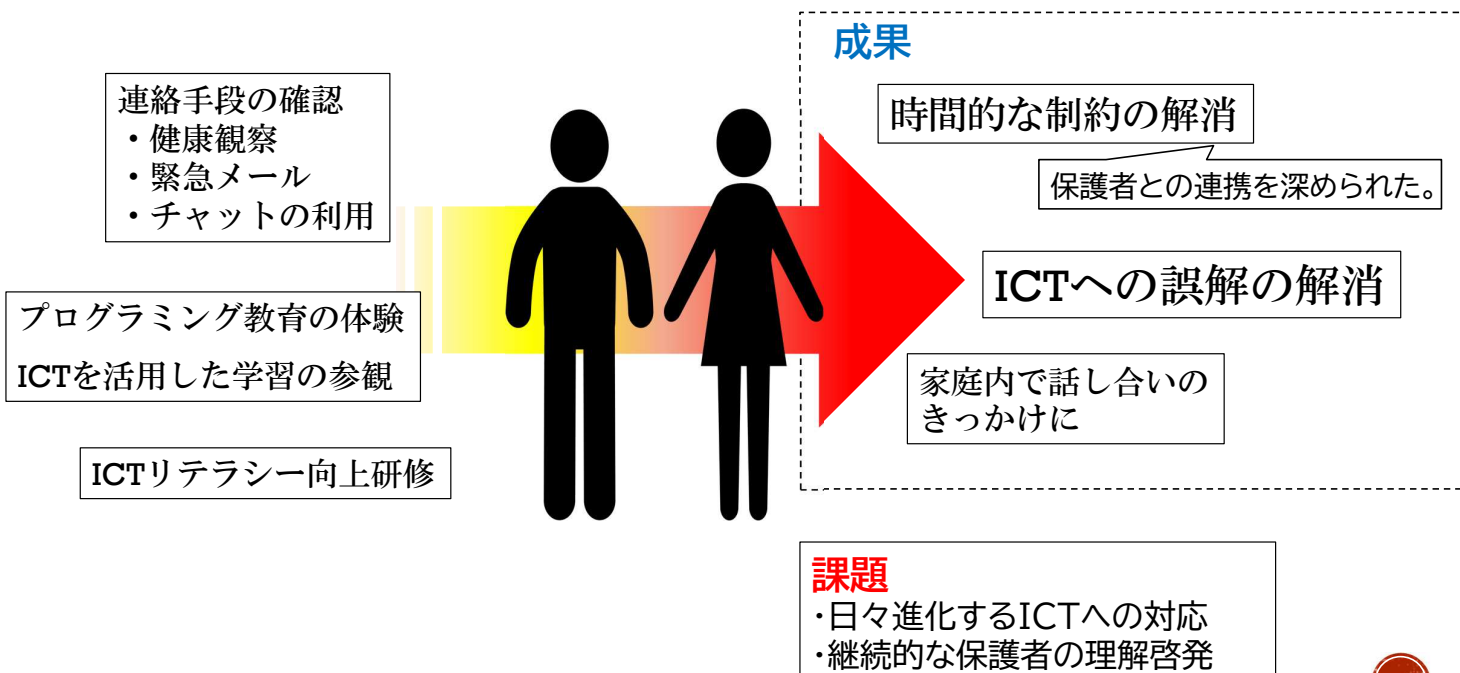 連絡手段の確認
・健康観察
・緊急メール
・チャットの利用
プログラミング教育の体験
ICTを活用した学習の参観
ICTリテラシー向上研修
成果
時間的な制約の解消
保護者との連携を深められた。
ICTへの誤解の解消
家庭内で話し合いの
きっかけに
課題
・日々進化するICTへの対応
・継続的な保護者の理解啓発